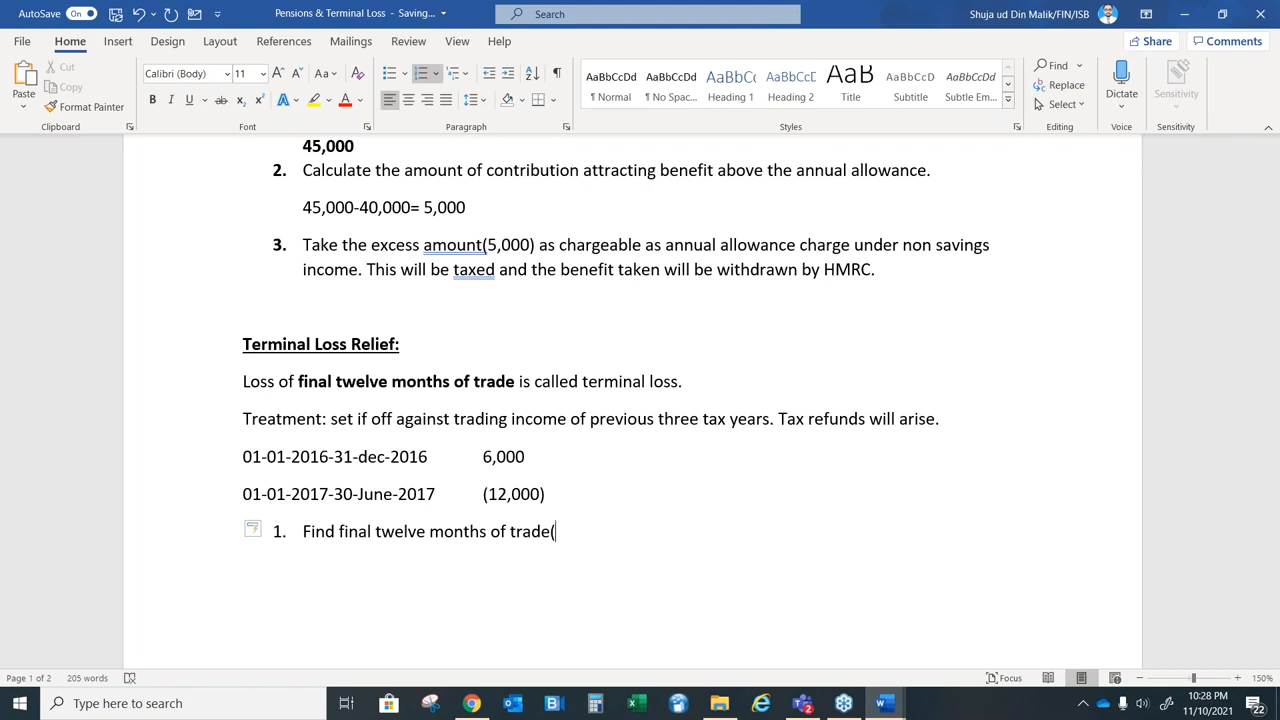 AutoSave On Pensions & Terminal Loss - Saving... Search Shuja ud Din Malik/FIN/ISB
File Home Insert Design Layout References Mailings Review View Help Share Comments
Paste Cut Copy Format Painter
Calibri (Body) 11
AaBbCcDd AaBbCcDd AaBbC AaBbCcC AaB AaBbCcD AaBbCcDd
¶ Normal ¶ No Spac... Heading 1 Heading 2 Title Subtitle Subtle Em...
Find Replace Select Dictate Sensitivity
Clipboard Font Paragraph Styles Editing Voice Sensitivity
45,000
2. Calculate the amount of contribution attracting benefit above the annual allowance.
45,000-40,000= 5,000
3. Take the excess amount(5,000) as chargeable as annual allowance charge under non savings
income. This will be taxed and the benefit taken will be withdrawn by HMRC.
Terminal Loss Relief:
Loss of final twelve months of trade is called terminal loss.
Treatment: set if off against trading income of previous three tax years. Tax refunds will arise.
01-01-2016-31-dec-2016 6,000
01-01-2017-30-June-2017 (12,000)
1. Find final twelve months of trade(
Page 1 of 2 205 words Focus 150%
Type here to search 10:28 PM
11/10/2021